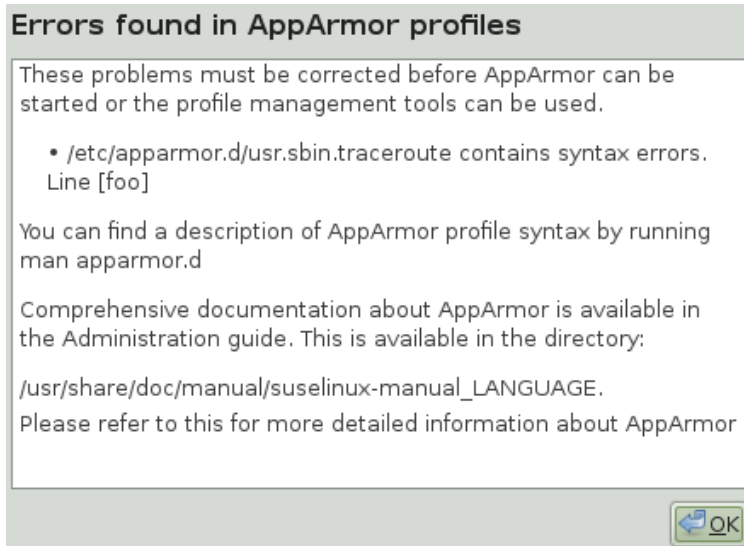 Errors found in AppArmor profiles
These problems must be corrected before AppArmor can be
started or the profile management tools can be used.
• /etc/apparmor.d/usr.sbin.traceroute contains syntax errors.
Line [foo]
You can find a description of AppArmor profile syntax by running
man apparmor.d
Comprehensive documentation about AppArmor is available in
the Administration guide. This is available in the directory:
/usr/share/doc/manual/suselinux-manual_LANGUAGE.
Please refer to this for more detailed information about AppArmor
OK